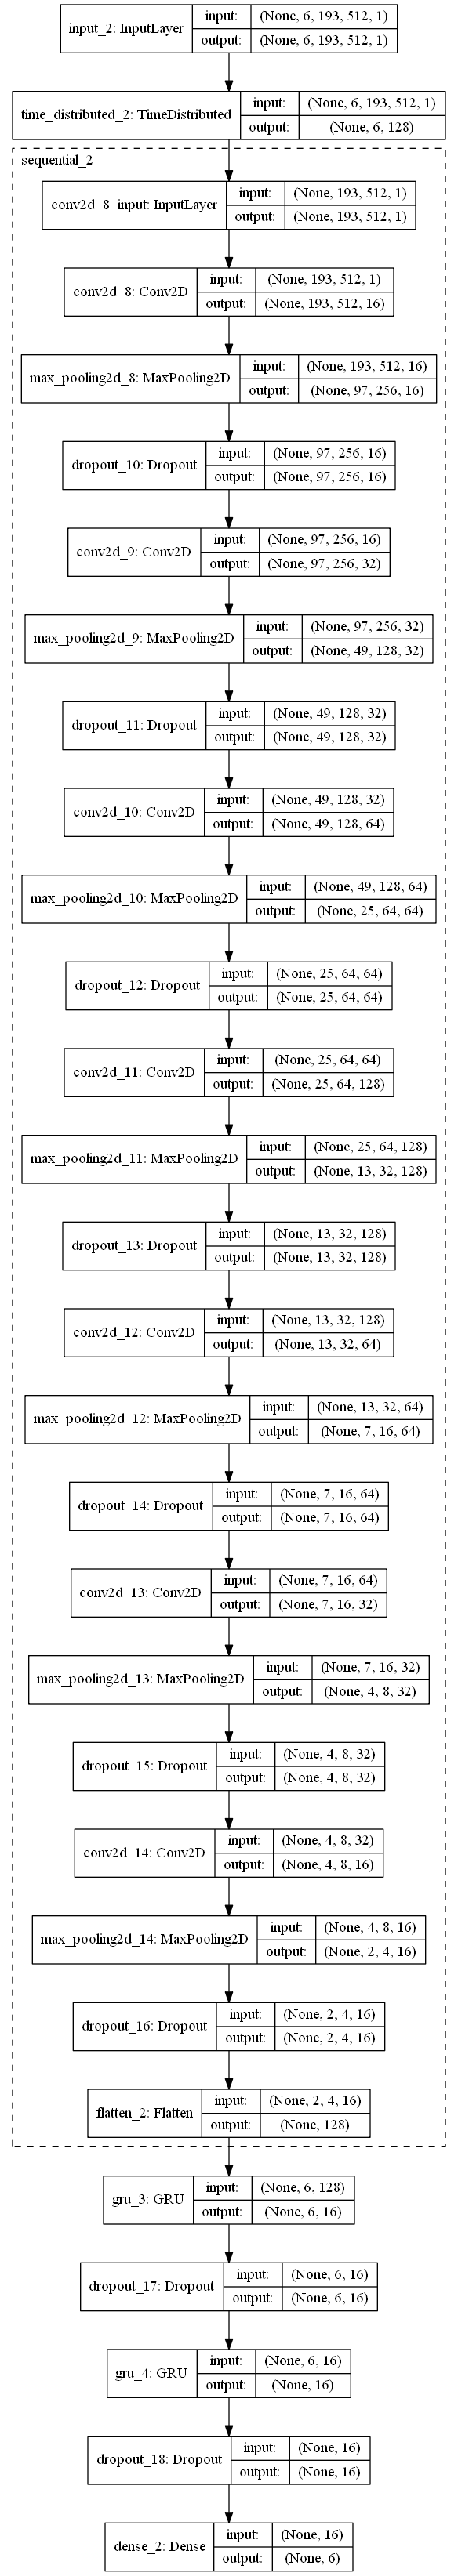 input_2: InputLayer
input: (None, 6, 193, 512, 1)
output: (None, 6, 193, 512, 1)
time_distributed_2: TimeDistributed
input: (None, 6, 193, 512, 1)
output: (None, 6, 128)
sequential_2
conv2d_8_input: InputLayer
input: (None, 193, 512, 1)
output: (None, 193, 512, 1)
conv2d_8: Conv2D
input: (None, 193, 512, 1)
output: (None, 193, 512, 16)
max_pooling2d_8: MaxPooling2D
input: (None, 193, 512, 16)
output: (None, 97, 256, 16)
dropout_10: Dropout
input: (None, 97, 256, 16)
output: (None, 97, 256, 16)
conv2d_9: Conv2D
input: (None, 97, 256, 16)
output: (None, 97, 256, 32)
max_pooling2d_9: MaxPooling2D
input: (None, 97, 256, 32)
output: (None, 49, 128, 32)
dropout_11: Dropout
input: (None, 49, 128, 32)
output: (None, 49, 128, 32)
conv2d_10: Conv2D
input: (None, 49, 128, 32)
output: (None, 49, 128, 64)
max_pooling2d_10: MaxPooling2D
input: (None, 49, 128, 64)
output: (None, 25, 64, 64)
dropout_12: Dropout
input: (None, 25, 64, 64)
output: (None, 25, 64, 64)
conv2d_11: Conv2D
input: (None, 25, 64, 64)
output: (None, 25, 64, 128)
max_pooling2d_11: MaxPooling2D
input: (None, 25, 64, 128)
output: (None, 13, 32, 128)
dropout_13: Dropout
input: (None, 13, 32, 128)
output: (None, 13, 32, 128)
conv2d_12: Conv2D
input: (None, 13, 32, 128)
output: (None, 13, 32, 64)
max_pooling2d_12: MaxPooling2D
input: (None, 13, 32, 64)
output: (None, 7, 16, 64)
dropout_14: Dropout
input: (None, 7, 16, 64)
output: (None, 7, 16, 64)
conv2d_13: Conv2D
input: (None, 7, 16, 64)
output: (None, 7, 16, 32)
max_pooling2d_13: MaxPooling2D
input: (None, 7, 16, 32)
output: (None, 4, 8, 32)
dropout_15: Dropout
input: (None, 4, 8, 32)
output: (None, 4, 8, 32)
conv2d_14: Conv2D
input: (None, 4, 8, 32)
output: (None, 4, 8, 16)
max_pooling2d_14: MaxPooling2D
input: (None, 4, 8, 16)
output: (None, 2, 4, 16)
dropout_16: Dropout
input: (None, 2, 4, 16)
output: (None, 2, 4, 16)
flatten_2: Flatten
input: (None, 2, 4, 16)
output: (None, 128)
gru_3: GRU
input: (None, 6, 128)
output: (None, 6, 16)
dropout_17: Dropout
input: (None, 6, 16)
output: (None, 6, 16)
gru_4: GRU
input: (None, 6, 16)
output: (None, 16)
dropout_18: Dropout
input: (None, 16)
output: (None, 16)
dense_2: Dense
input: (None, 16)
output: (None, 6)